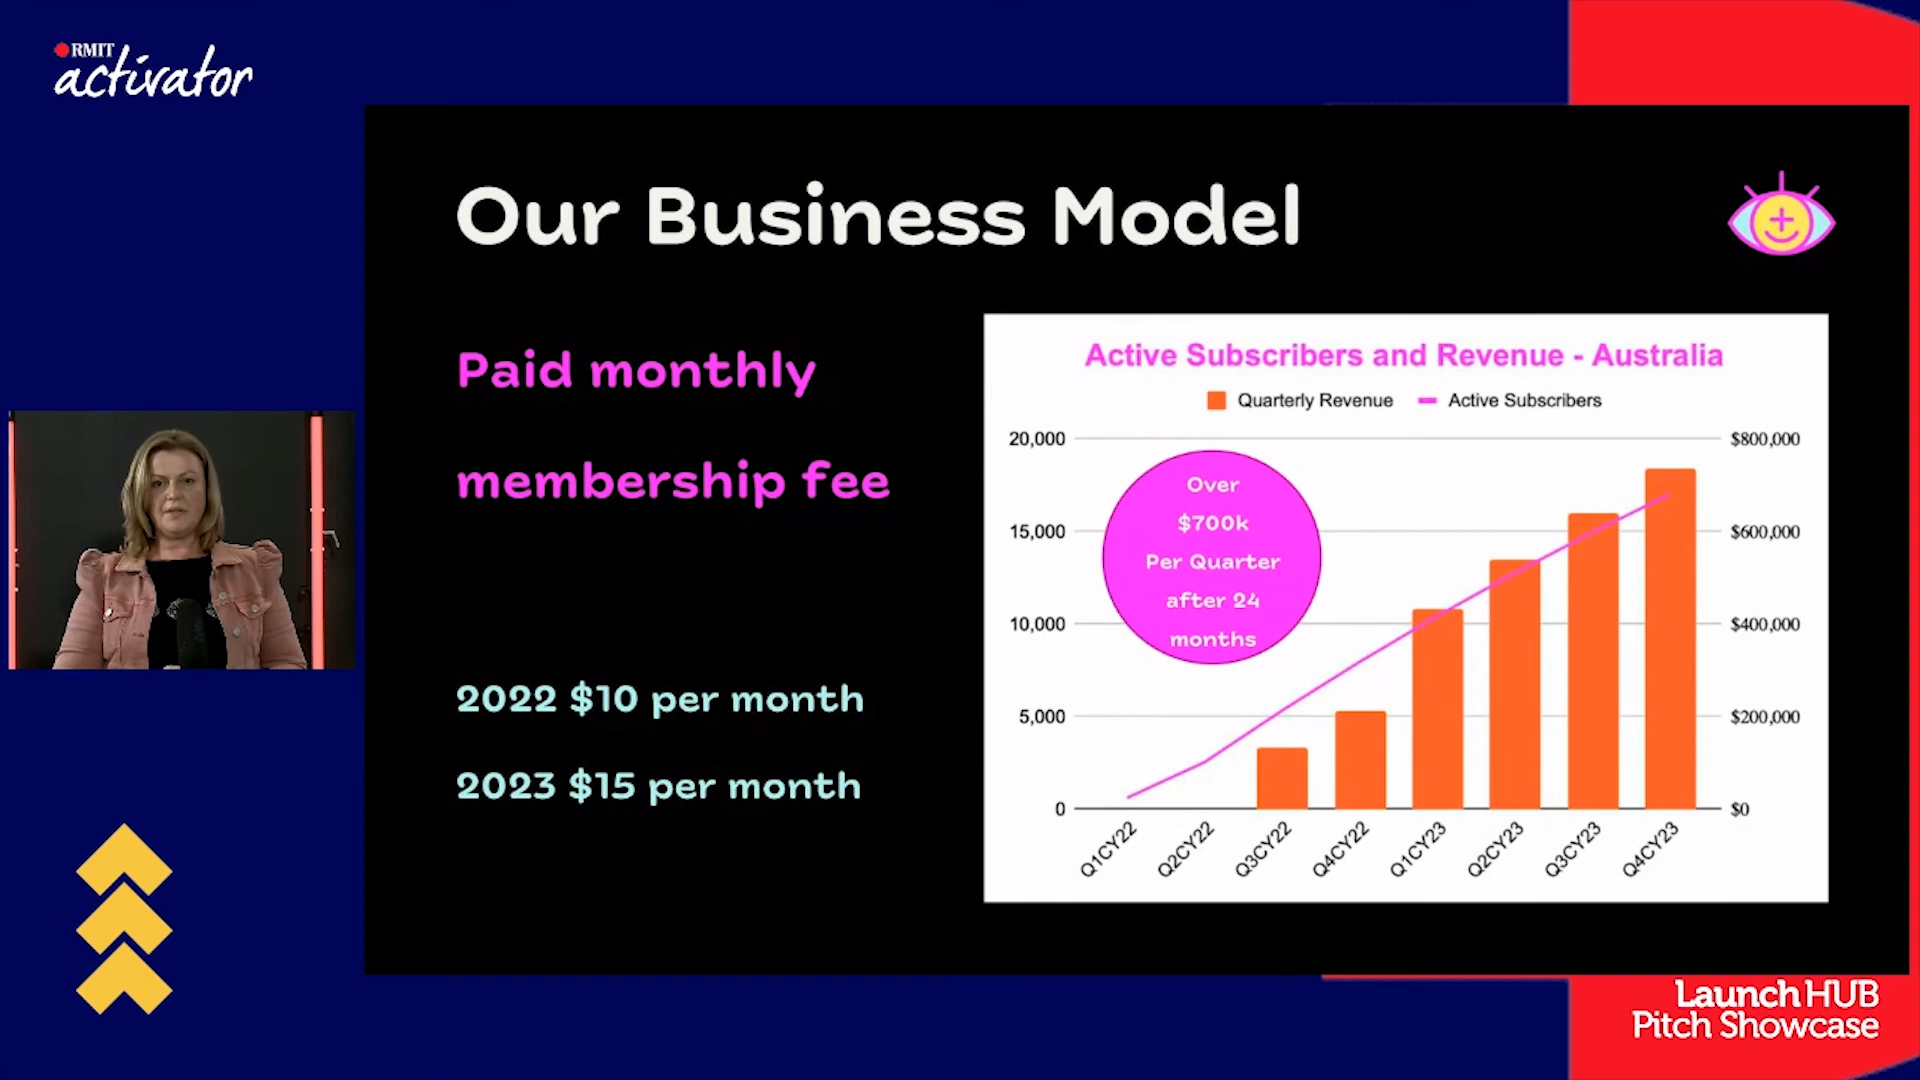 RMIT
activator
Our Business Model
Paid monthly
membership fee
2022 $10 per month
2023 $15 per month
Active Subscribers and Revenue - Australia
Quarterly Revenue
Active Subscribers
20,000
15,000
10,000
5,000
0
$800,000
$600,000
$400,000
$200,000
$0
Over
$700k
Per Quarter
after 24
months
Q1CY22
Q2CY22
Q3CY22
Q4CY22
Q1CY23
Q2CY23
Q3CY23
Q4CY23
Launch HUB
Pitch Showcase